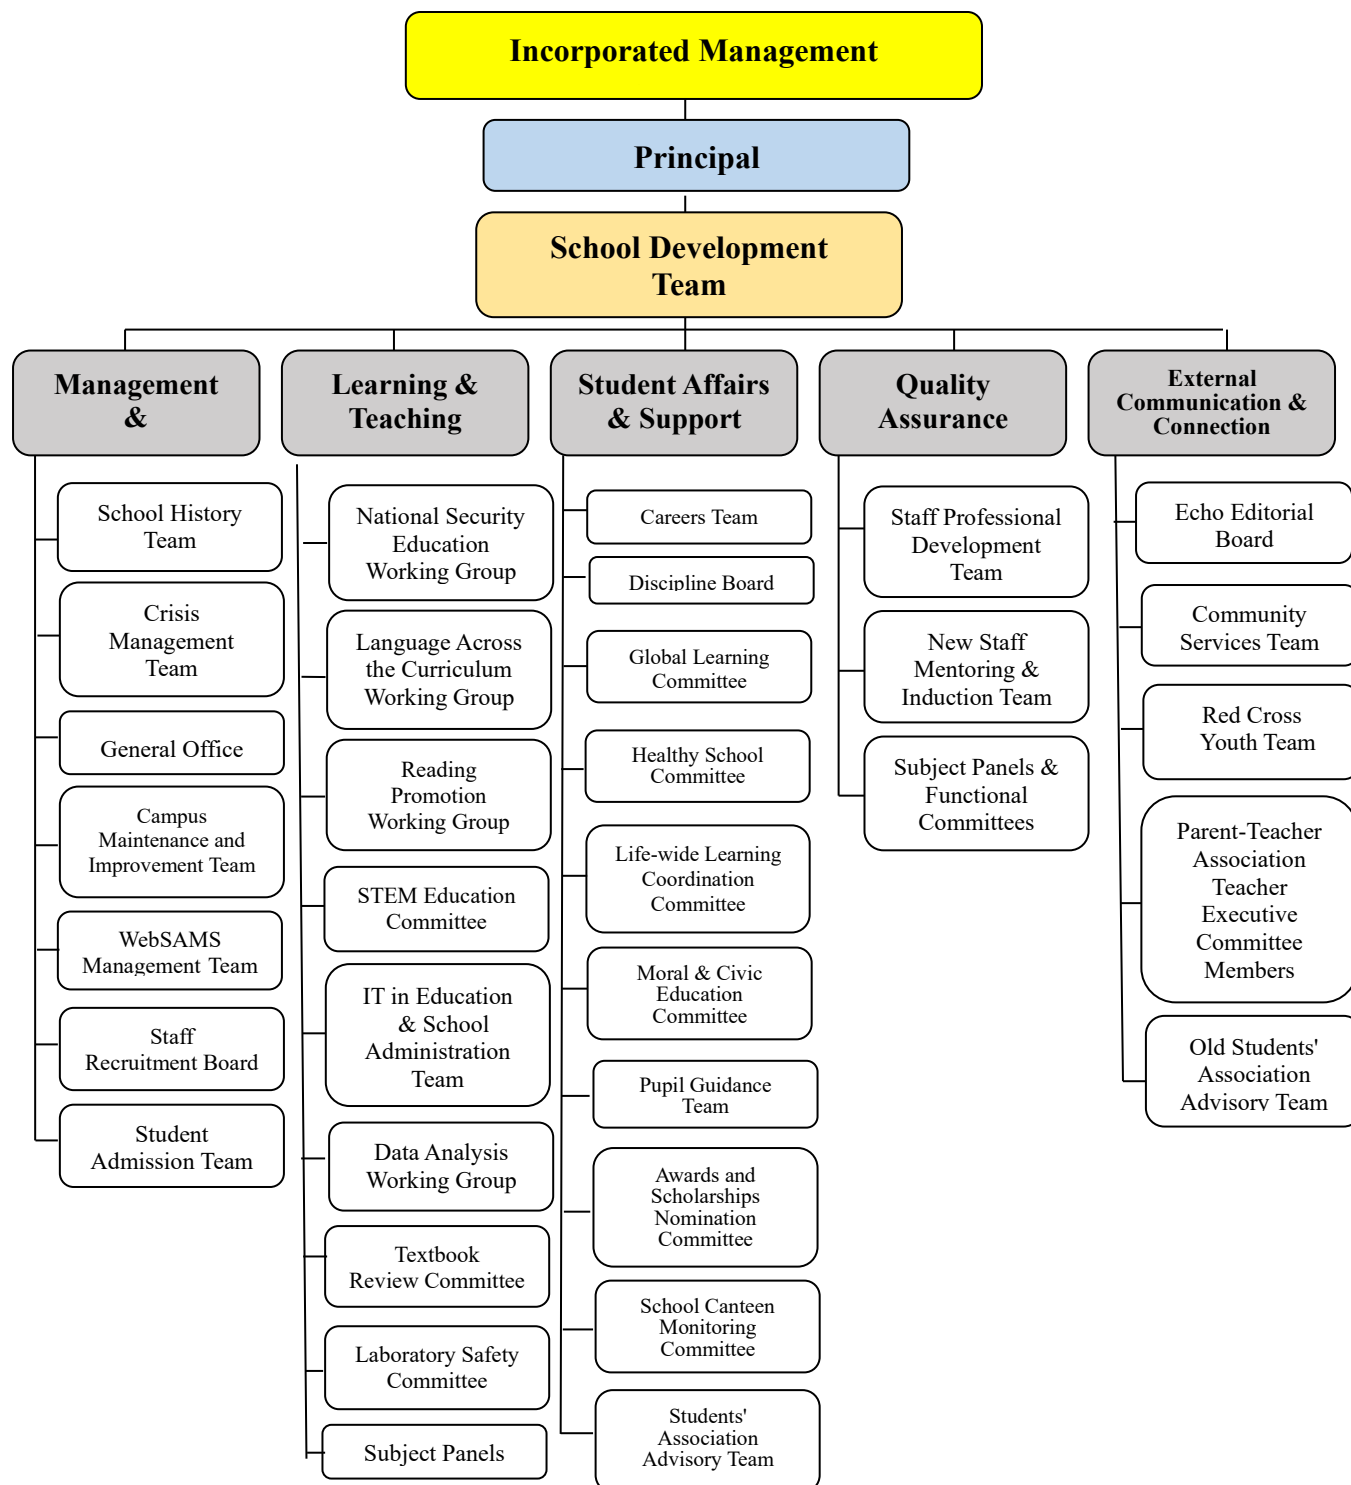 Incorporated Management
Principal
School Development
Team
Management
&
Learning &
Teaching
Student Affairs
& Support
Quality
Assurance
External
Communication &
Connection
School History
Team
Crisis
Management
Team
General Office
Campus
Maintenance and
Improvement Team
WebSAMS
Management Team
Staff
Recruitment Board
Student
Admission Team
National Security
Education
Working Group
Language Across
the Curriculum
Working Group
Reading
Promotion
Working Group
STEM Education
Committee
IT in Education
& School
Administration
Team
Data Analysis
Working Group
Textbook
Review Committee
Laboratory Safety
Committee
Subject Panels
Careers Team
Discipline Board
Global Learning
Committee
Healthy School
Committee
Life-wide Learning
Coordination
Committee
Moral & Civic
Education
Committee
Pupil Guidance
Team
Awards and
Scholarships
Nomination
Committee
School Canteen
Monitoring
Committee
Students'
Association
Advisory Team
Staff Professional
Development
Team
New Staff
Mentoring &
Induction Team
Subject Panels &
Functional
Committees
Echo Editorial
Board
Community
Services Team
Red Cross
Youth Team
Parent-Teacher
Association
Teacher
Executive
Committee
Members
Old Students'
Association
Advisory Team